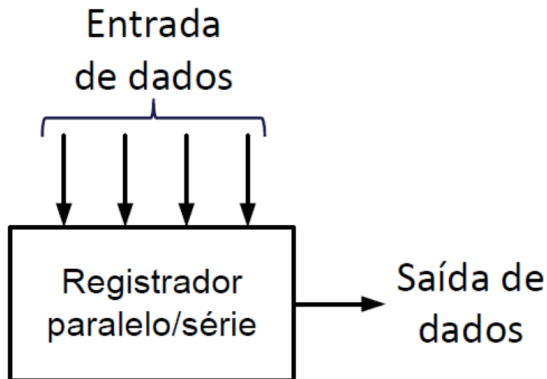 Entrada
de dados
Registrador
paralelo/série
Saída de
dados